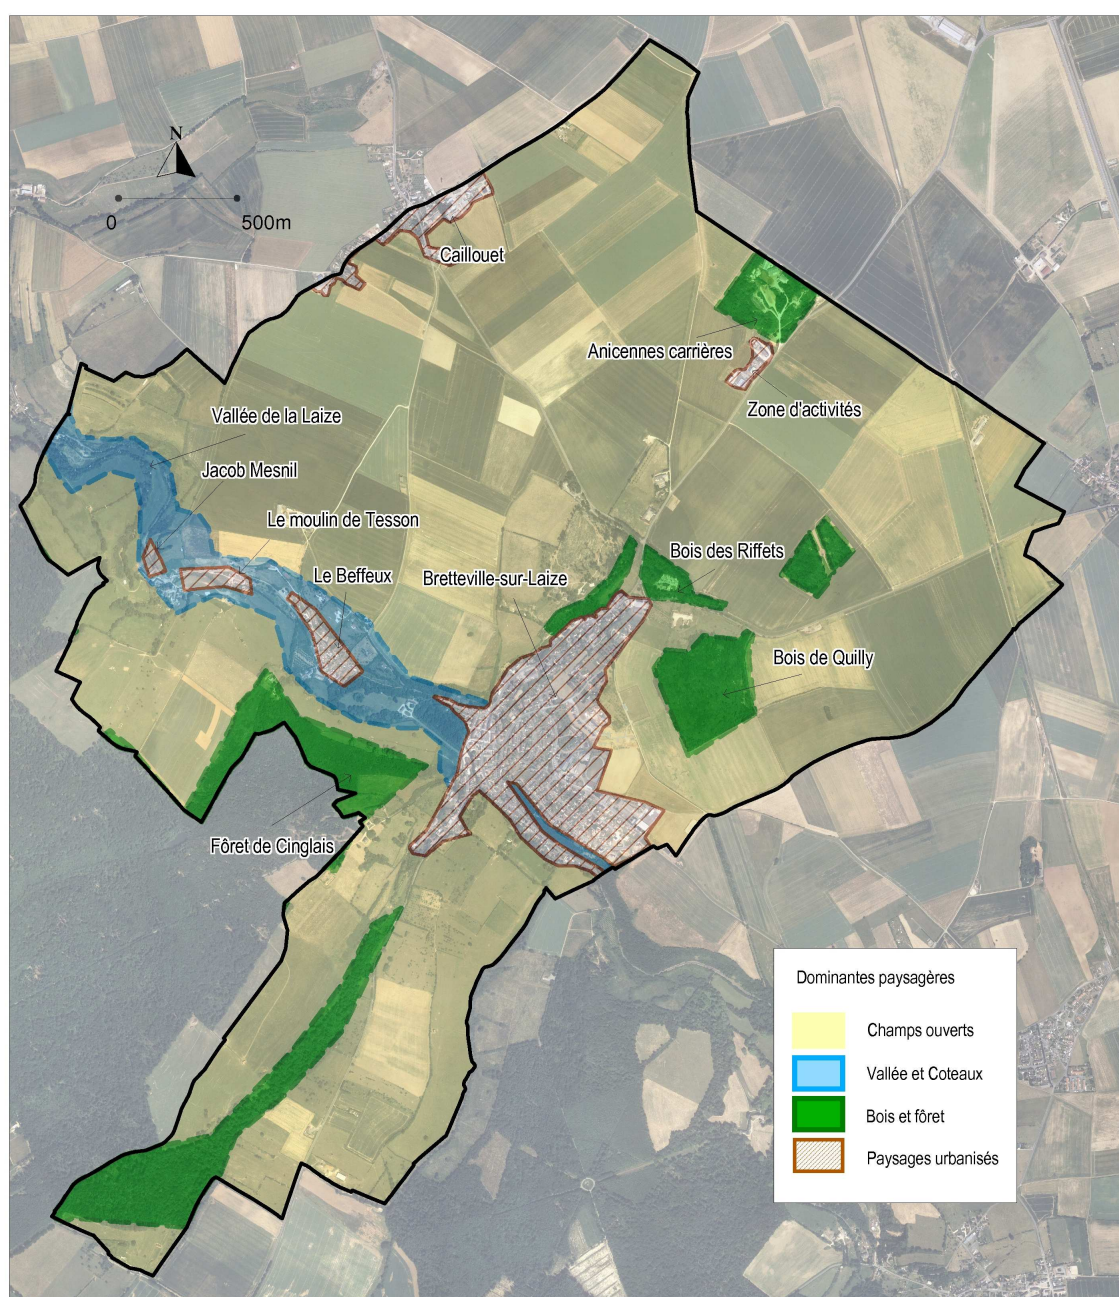 N
0
500m
Caillouet
Anicennes carrières
Zone d'activités
Vallée de la Laize
Jacob Mesnil
Le moulin de Tesson
Le Beffeux
Bretteville-sur-Laize
Bois des Riffets
Bois de Quilly
Fôret de Cinglais
Dominantes paysagères
Champs ouverts
Vallée et Coteaux
Bois et fôret
Paysages urbanisés